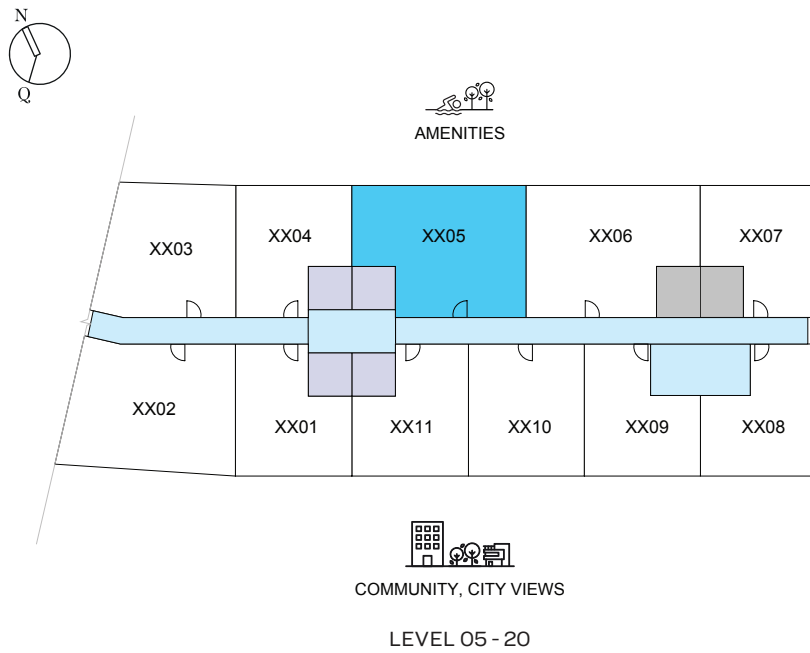 N
Q
AMENITIES
XX03
XX04
XX05
XX06
XX07
XX02
XX01
XX11
XX10
XX09
XX08
COMMUNITY, CITY VIEWS
LEVEL 05 - 20